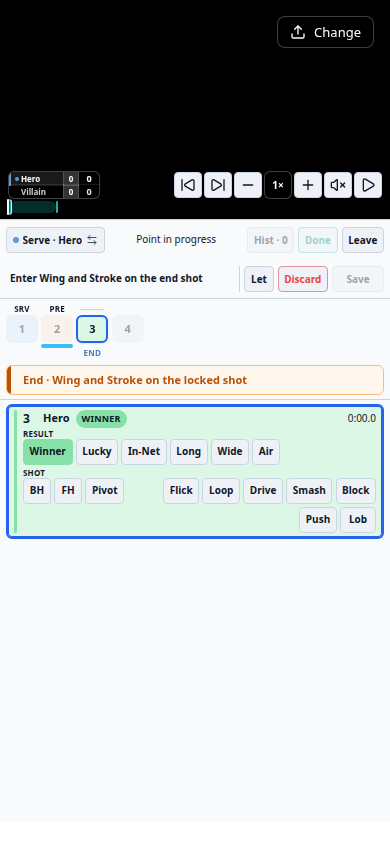 Change
Hero 0 0
Villain 0 0
1×
Serve · Hero
Point in progress
Hist · 0
Done
Leave
Enter Wing and Stroke on the end shot
Let
Discard
Save
SRV PRE
1 2 3 4
END
End · Wing and Stroke on the locked shot
3 Hero WINNER 0:00.0
RESULT
Winner Lucky In-Net Long Wide Air
SHOT
BH FH Pivot Flick Loop Drive Smash Block
Push Lob